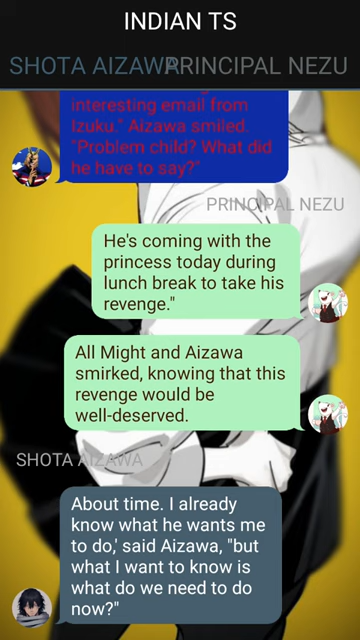 INDIAN TS
SHOTA AIZAWA PRINCIPAL NEZU
interesting email from
Izuku." Aizawa smiled.
"Problem child? What did
he have to say?"
PRINCIPAL NEZU
He's coming with the
princess today during
lunch break to take his
revenge."
All Might and Aizawa
smirked, knowing that this
revenge would be
well-deserved.
SHOTA AIZAWA
About time. I already
know what he wants me
to do,' said Aizawa, "but
what I want to know is
what do we need to do
now?"